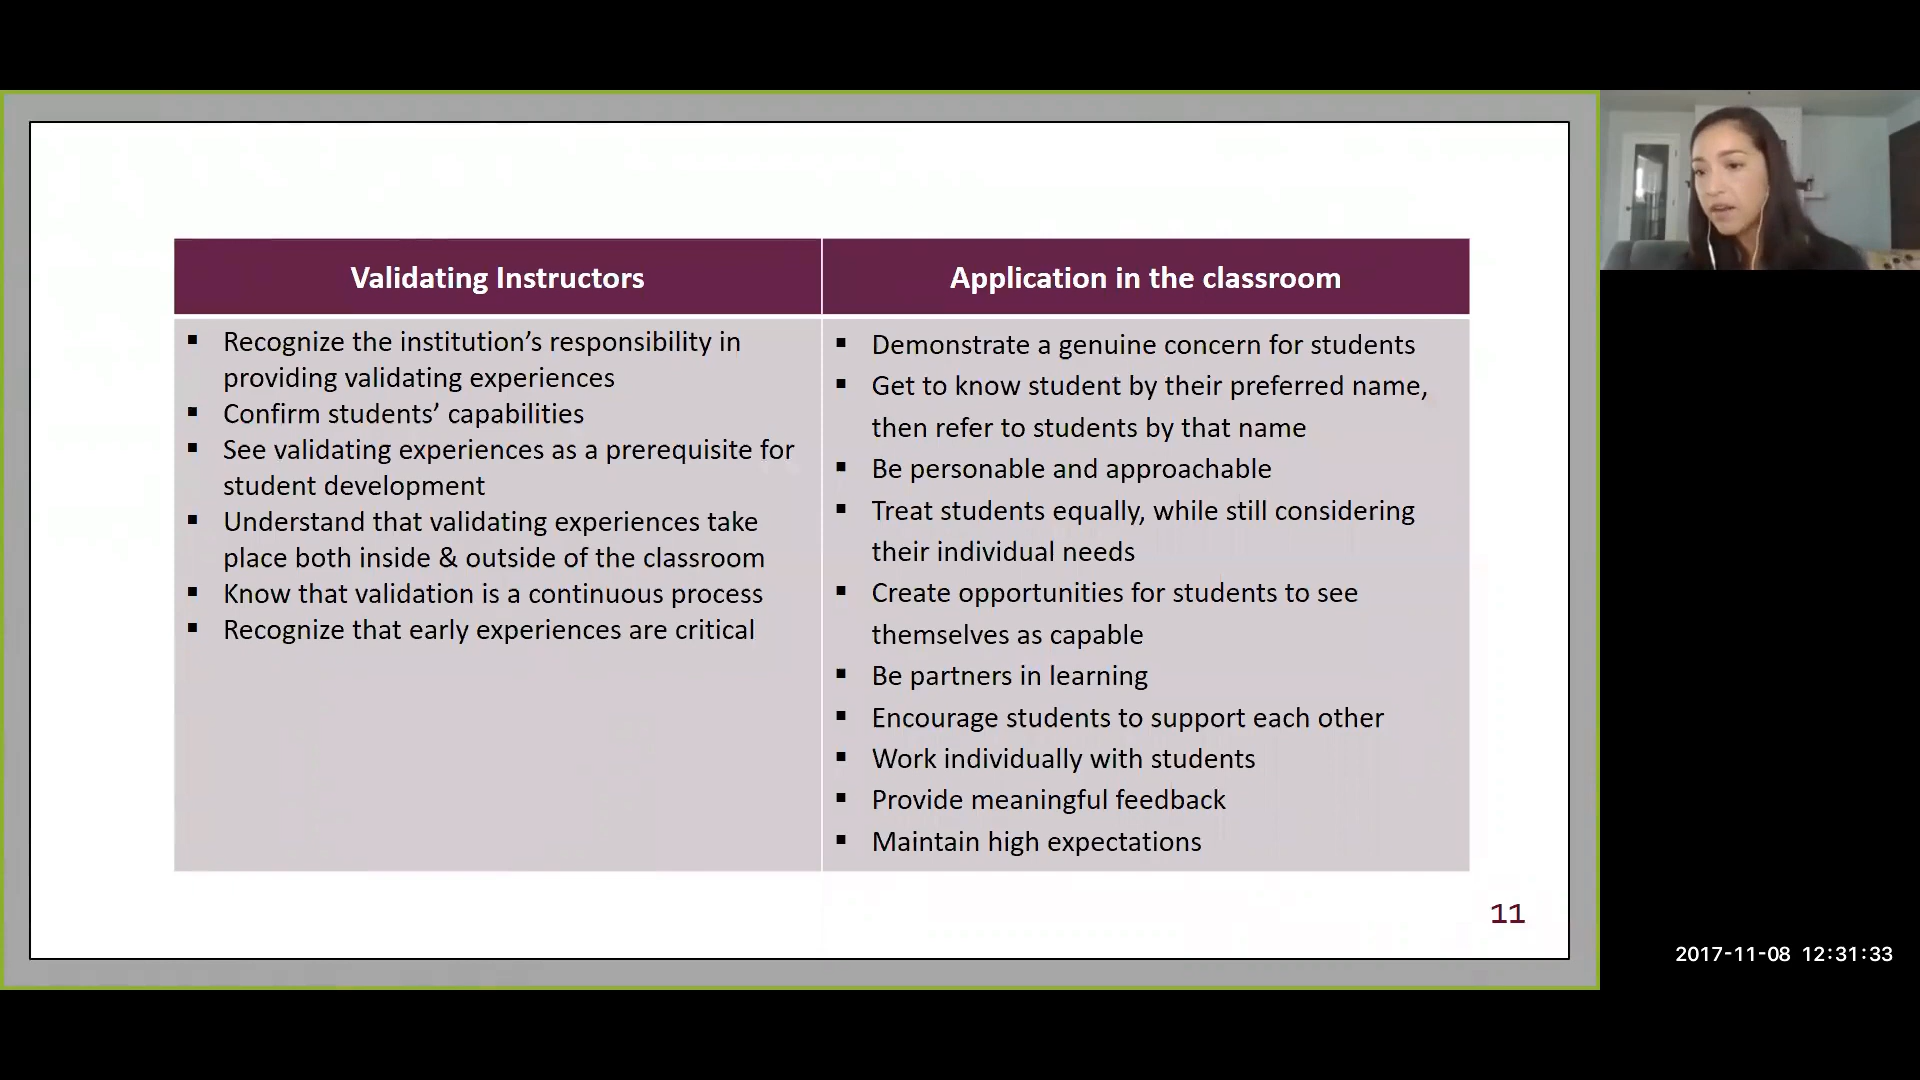 Validating Instructors
Recognize the institution’s responsibility in
providing validating experiences
Confirm students’ capabilities
See validating experiences as a prerequisite for
student development
Understand that validating experiences take
place both inside & outside of the classroom
Know that validation is a continuous process
Recognize that early experiences are critical
Application in the classroom
Demonstrate a genuine concern for students
Get to know student by their preferred name,
then refer to students by that name
Be personable and approachable
Treat students equally, while still considering
their individual needs
Create opportunities for students to see
themselves as capable
Be partners in learning
Encourage students to support each other
Work individually with students
Provide meaningful feedback
Maintain high expectations
11
2017-11-08 12:31:33